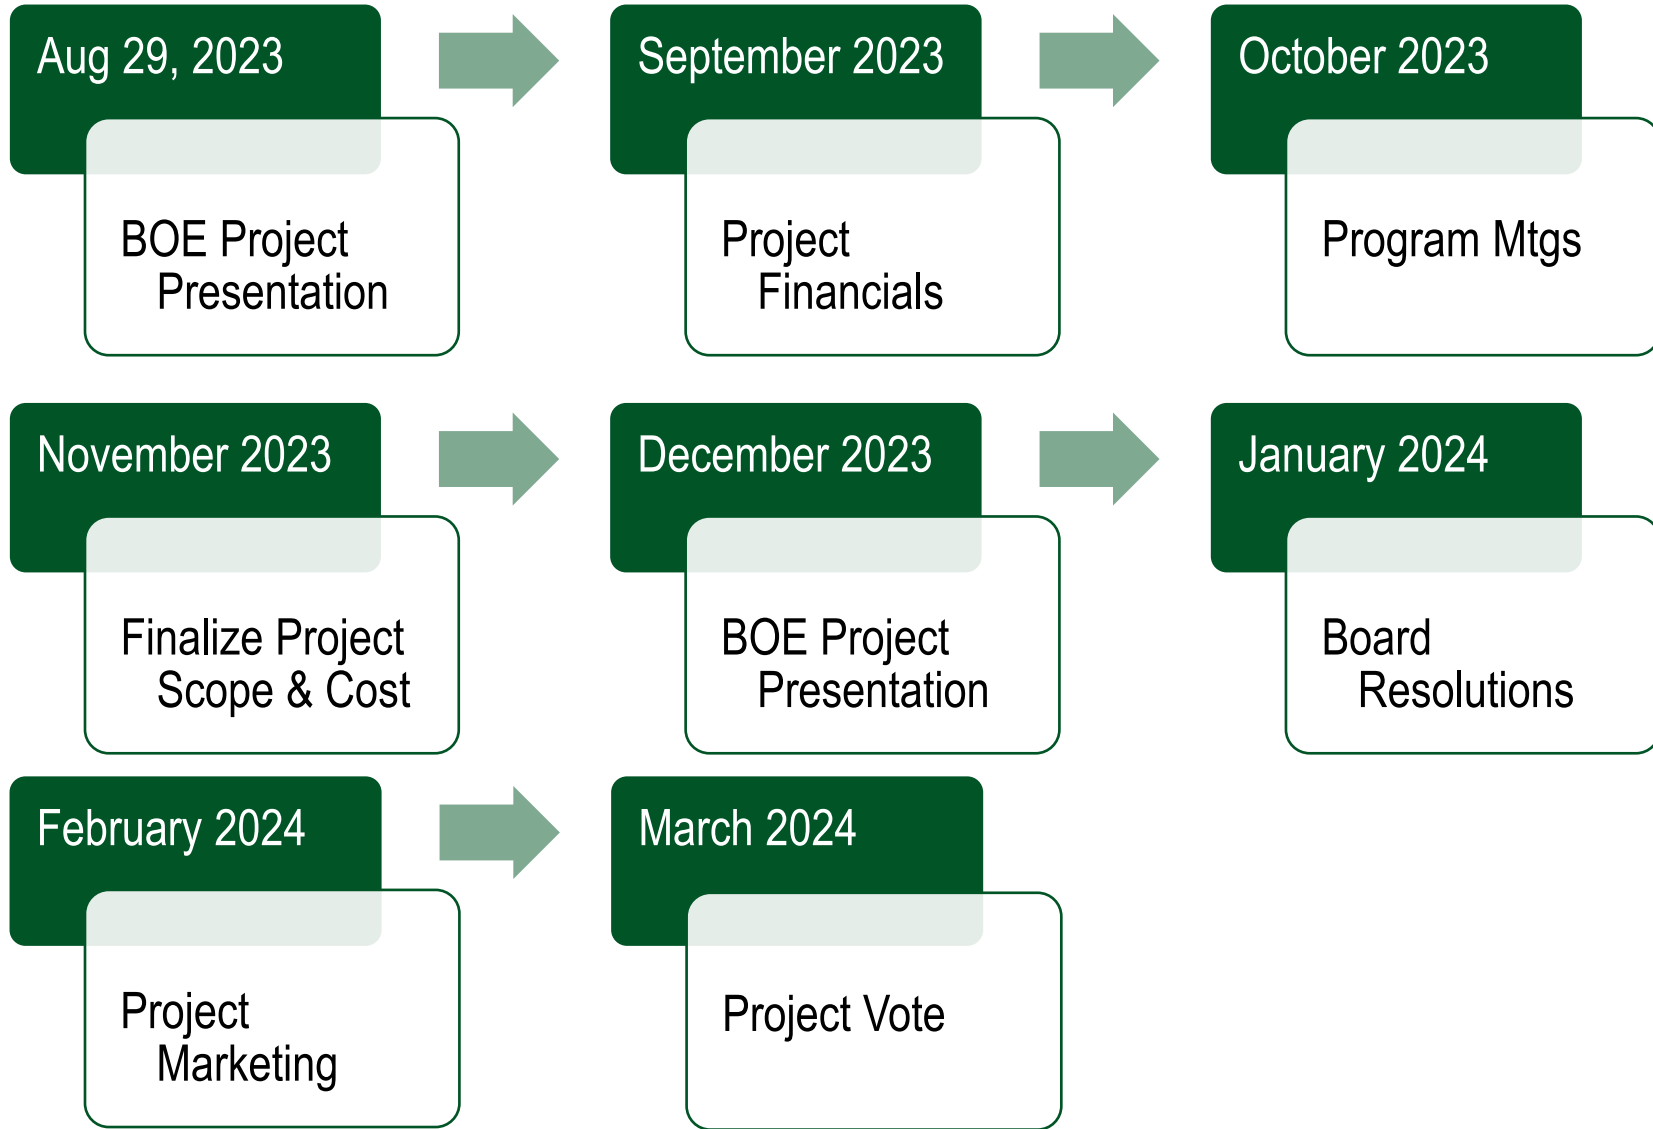 Aug 29, 2023
BOE Project
Presentation
September 2023
Project
Financials
October 2023
Program Mtgs
November 2023
Finalize Project
Scope & Cost
December 2023
BOE Project
Presentation
January 2024
Board
Resolutions
February 2024
Project
Marketing
March 2024
Project Vote